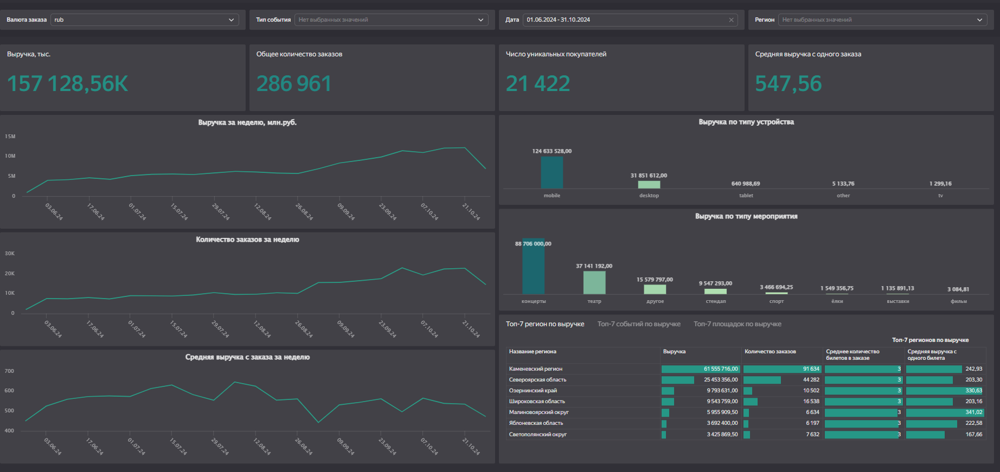 Валюта заказа rub
Тип события Нет выбранных значений
Дата 01.06.2024 - 31.10.2024
Регион Нет выбранных значений
Выручка, тыс.
157 128,56K
Общее количество заказов
286 961
Число уникальных покупателей
21 422
Средняя выручка с одного заказа
547,56
Выручка за неделю, млн.руб.
15M
10M
5M
0
03.06.24 17.06.24 01.07.24 15.07.24 29.07.24 12.08.24 26.08.24 09.09.24 23.09.24 07.10.24 21.10.24
Количество заказов за неделю
30K
20K
10K
0
03.06.24 17.06.24 01.07.24 15.07.24 29.07.24 12.08.24 26.08.24 09.09.24 23.09.24 07.10.24 21.10.24
Средняя выручка с заказа за неделю
700
600
500
400
03.06.24 17.06.24 01.07.24 15.07.24 29.07.24 12.08.24 26.08.24 09.09.24 23.09.24 07.10.24 21.10.24
Выручка по типу устройства
124 633 528,00 31 851 612,00 640 988,69 5 133,76 1 299,16
mobile desktop tablet other tv
Выручка по типу мероприятия
88 706 000,00 37 141 192,00 15 579 797,00 9 547 293,00 3 466 694,25 1 549 356,75 1 135 891,13 3 084,81
концерты театр другое стендап спорт ёлки выставки фильм
Топ-7 регион по выручке Топ-7 событий по выручке Топ-7 площадок по выручке
Топ-7 регионов по выручке
Название региона Выручка Количество заказов Среднее количество билетов в заказе Средняя выручка с одного билета
Каменевский регион 61 555 716,00 91 634 3 242,93
Североярская область 25 453 356,00 44 282 3 203,30
Озернинский край 9 793 631,00 10 502 3 330,63
Широковская область 9 543 759,00 16 538 3 203,16
Малиновоярский округ 5 955 909,50 6 634 3 341,02
Яблоневская область 3 692 400,00 6 197 3 222,58
Светополянский округ 3 425 869,50 7 632 3 167,66